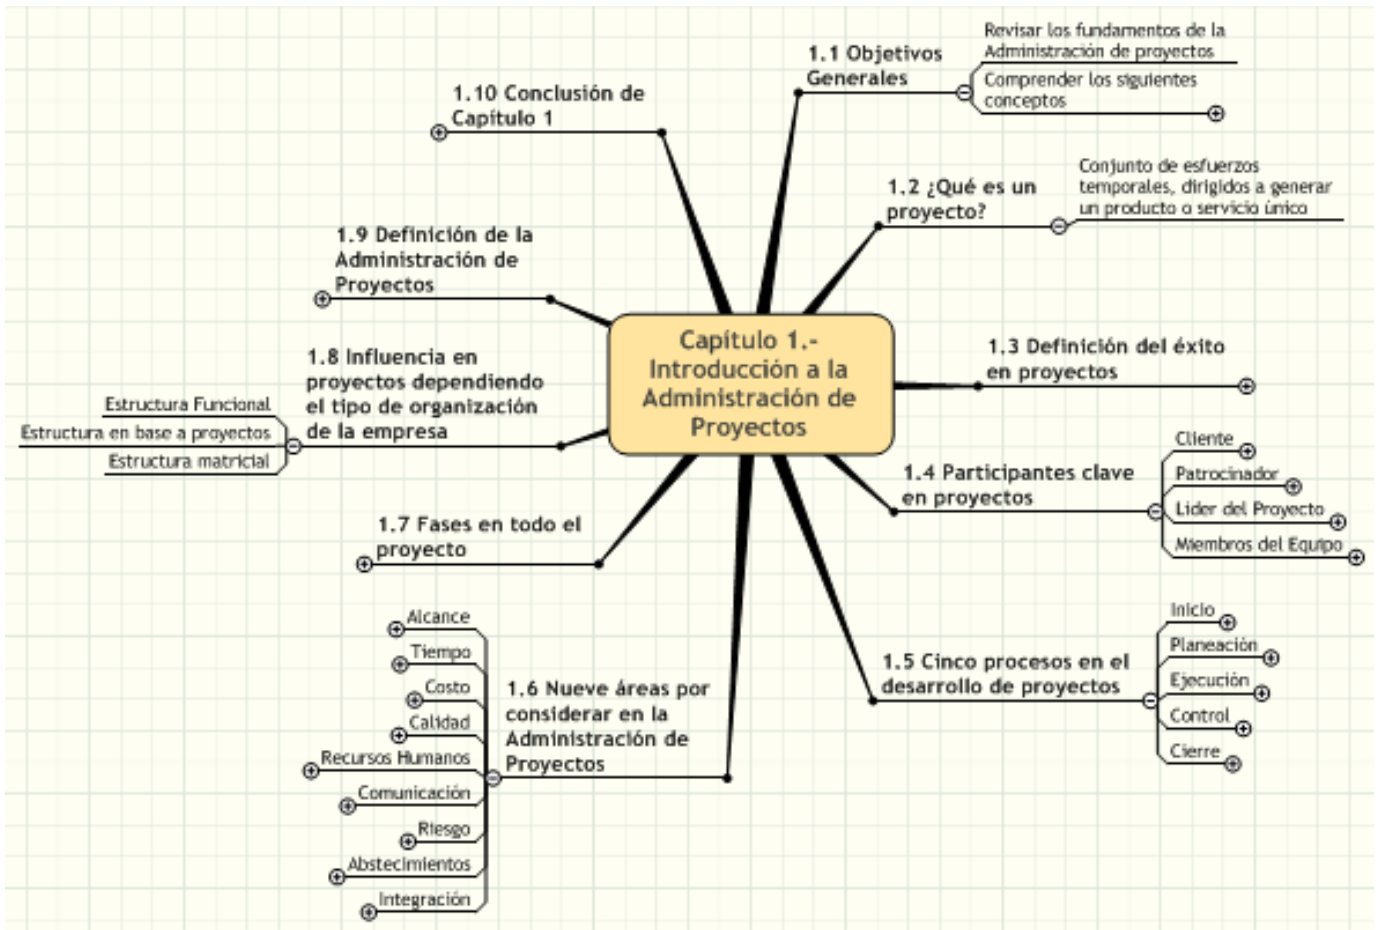 Capítulo 1.-
Introducción a la
Administración de
Proyectos
1.1 Objetivos
Generales
Revisar los fundamentos de la
Administración de proyectos
Comprender los siguientes
conceptos
1.2 ¿Qué es un
proyecto?
Conjunto de esfuerzos
temporales, dirigidos a generar
un producto o servicio único
1.3 Definición del éxito
en proyectos
1.4 Participantes clave
en proyectos
Cliente
Patrocinador
Lider del Proyecto
Miembros del Equipo
1.5 Cinco procesos en el
desarrollo de proyectos
Inicio
Planeación
Ejecución
Control
Cierre
1.6 Nueve áreas por
considerar en la
Administración de
Proyectos
Alcance
Tiempo
Costo
Calidad
Recursos Humanos
Comunicación
Riesgo
Abstecimientos
Integración
1.7 Fases en todo el
proyecto
1.8 Influencia en
proyectos dependiendo
el tipo de organización
de la empresa
Estructura Funcional
Estructura en base a proyectos
Estructura matricial
1.9 Definición de la
Administración de
Proyectos
1.10 Conclusión de
Capítulo 1